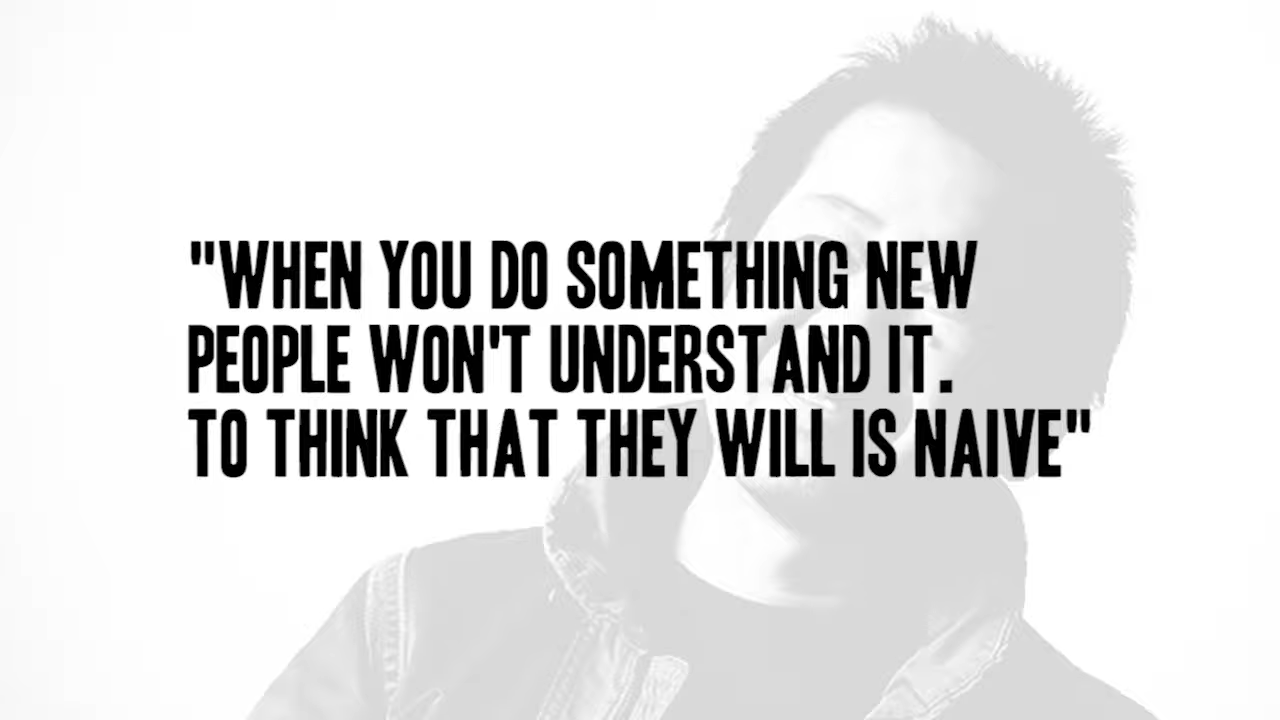 "WHEN YOU DO SOMETHING NEW
PEOPLE WON'T UNDERSTAND IT.
TO THINK THAT THEY WILL IS NAIVE"